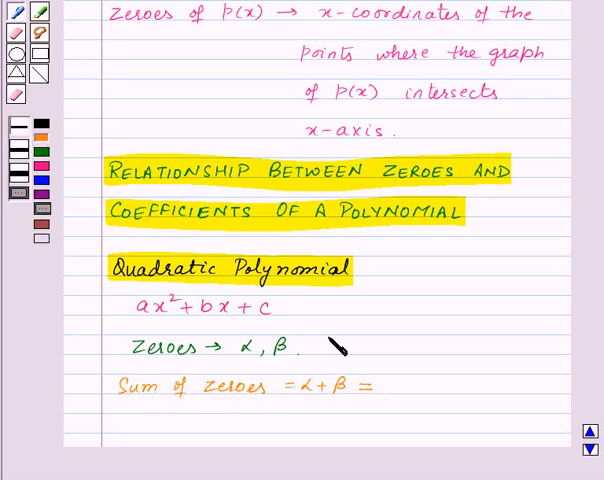 Zeroes of p(x) → x-coordinates of the
points where the graph
of p(x) intersects
x-axis.
RELATIONSHIP BETWEEN ZEROES AND
COEFFICIENTS OF A POLYNOMIAL
Quadratic Polynomial
ax²+bx+c
Zeroes → α, β.
Sum of zeroes = α+β =